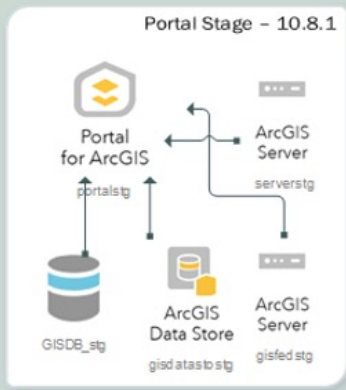 Portal Stage – 10.8.1
Portal
for ArcGIS
portalstg
ArcGIS
Server
serverstg
GISDB_stg
ArcGIS
Data Store
gisdatastostg
ArcGIS
Server
gisfedstg